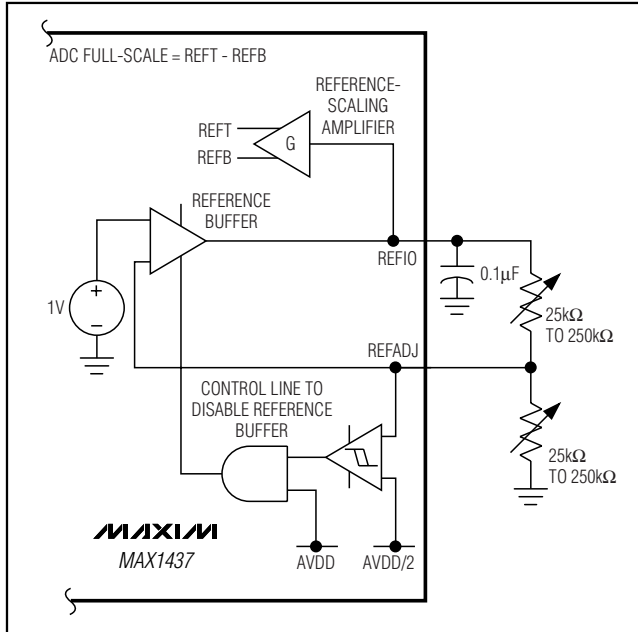 ADC FULL-SCALE = REFT - REFB
REFERENCE-
SCALING
AMPLIFIER
REFT
REFB
G
REFERENCE
BUFFER
REFIO
0.1µF
1V
+
−
25kΩ
TO 250kΩ
REFADJ
CONTROL LINE TO
DISABLE REFERENCE
BUFFER
25kΩ
TO 250kΩ
MAXIM
MAX1437
AVDD
AVDD/2